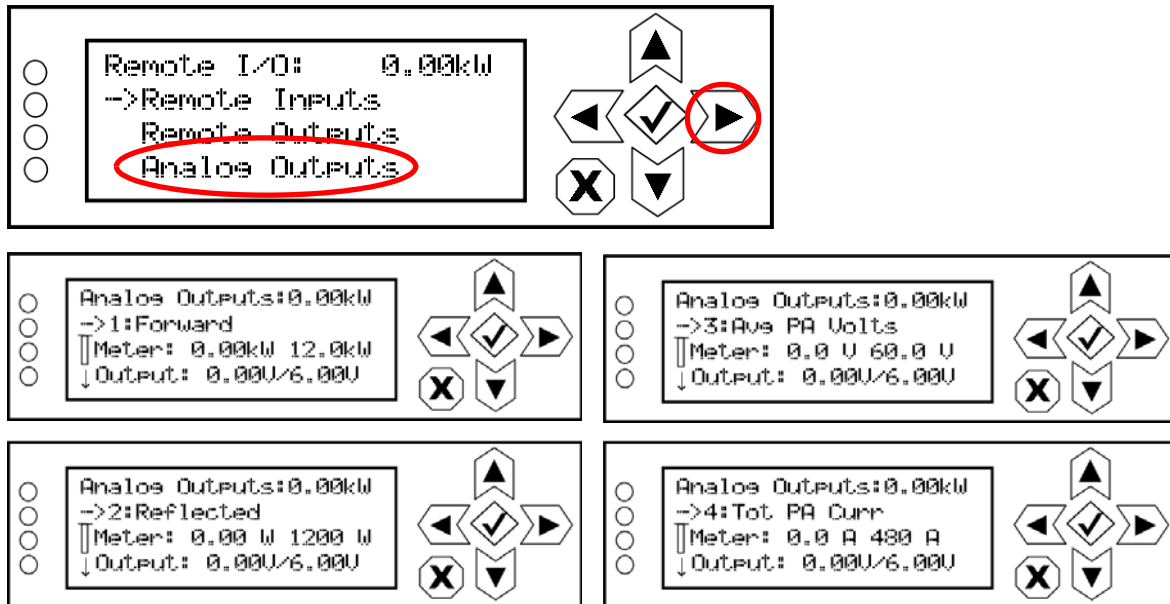 Remote I/O: 0.00kW
->Remote Inputs
Remote Outputs
Analog Outputs
X
Analog Outputs:0.00kW
->1:Forward
Meter: 0.00kW 12.0kW
↓Output: 0.00V/6.00V
X
Analog Outputs:0.00kW
->3:Ave PA Volts
Meter: 0.0 V 60.0 V
↓Output: 0.00V/6.00V
X
Analog Outputs:0.00kW
->2:Reflected
Meter: 0.00 W 1200 W
↓Output: 0.00V/6.00V
X
Analog Outputs:0.00kW
->4:Tot PA Curr
Meter: 0.0 A 480 A
↓Output: 0.00V/6.00V
X